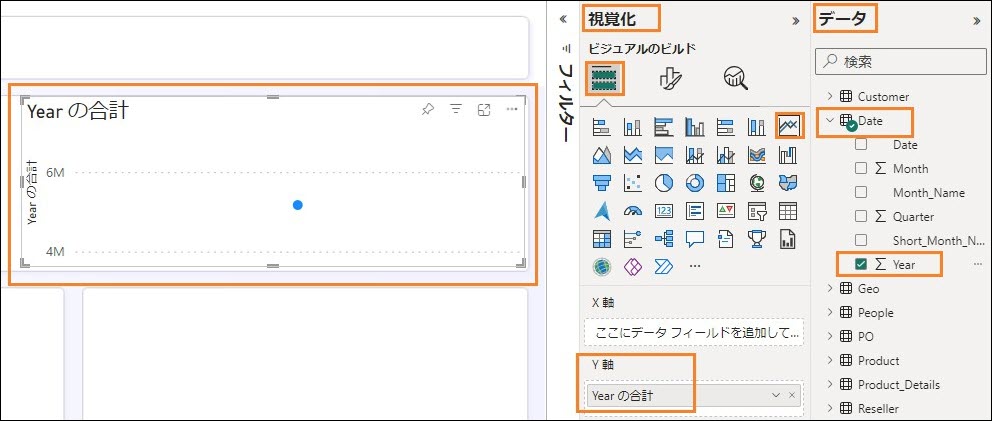 Year の合計
Year の合計
6M
4M
フィルター
視覚化
ビジュアルのビルド
123
X 軸
ここにデータ フィールドを追加して...
Y 軸
Year の合計
データ
検索
Customer
Date
Date
Month
Month_Name
Quarter
Short_Month_N...
Year
Geo
People
PO
Product
Product_Details
Reseller